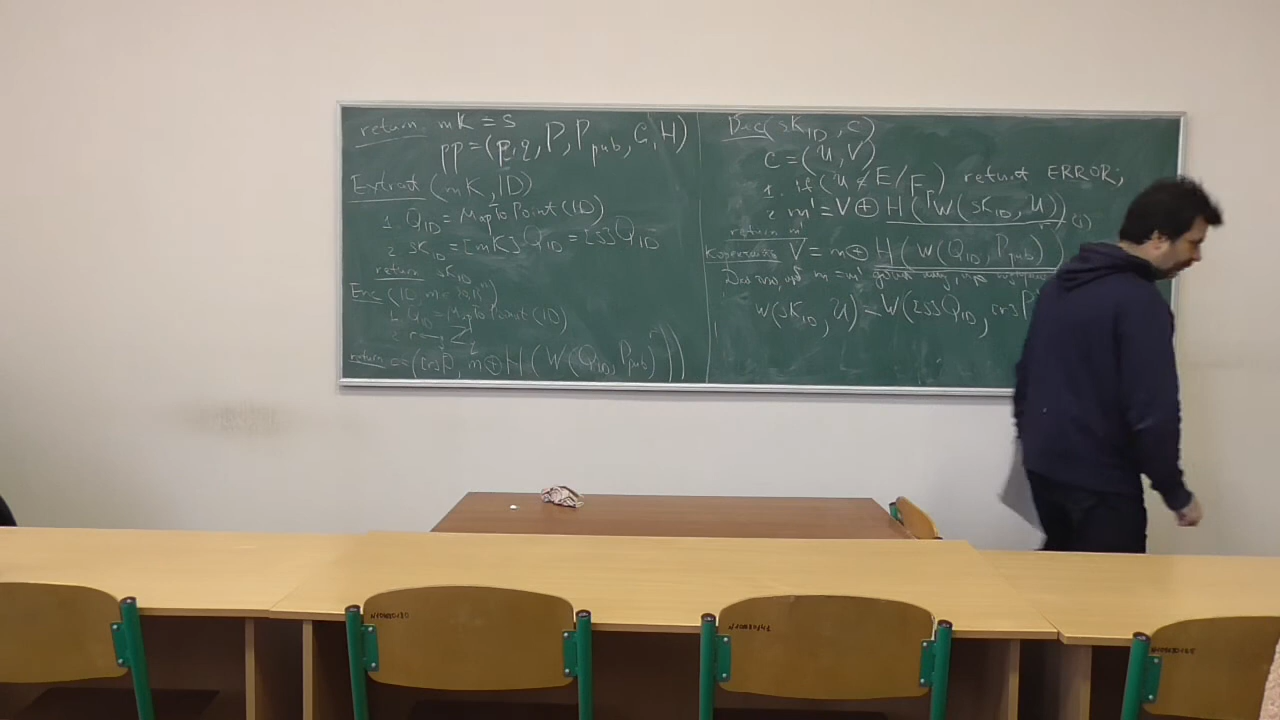 return mK = s
pp = (p, q, P, P_pub, G, H)
Extract (mK, ID)
1. Q_ID = MapToPoint (ID)
2. sK_ID = [mK] Q_ID = [s] Q_ID
return sK_ID
Enc (ID, m
1. Q_ID = MapToPoint (ID)
2. r ← Z
return c = ([r]P, m ⊕ H (W (Q_ID, P_pub)
Dec (sK_ID, c)
c = (U, V)
1. if (U ∉ E/F_p) return ERROR;
2. m' = V ⊕ H (W (sK_ID, U)) (i)
return m'
V = m ⊕ H (W (Q_ID, P_pub)
m = m'
W (sK_ID, U) = W ([s] Q_ID, [r] P